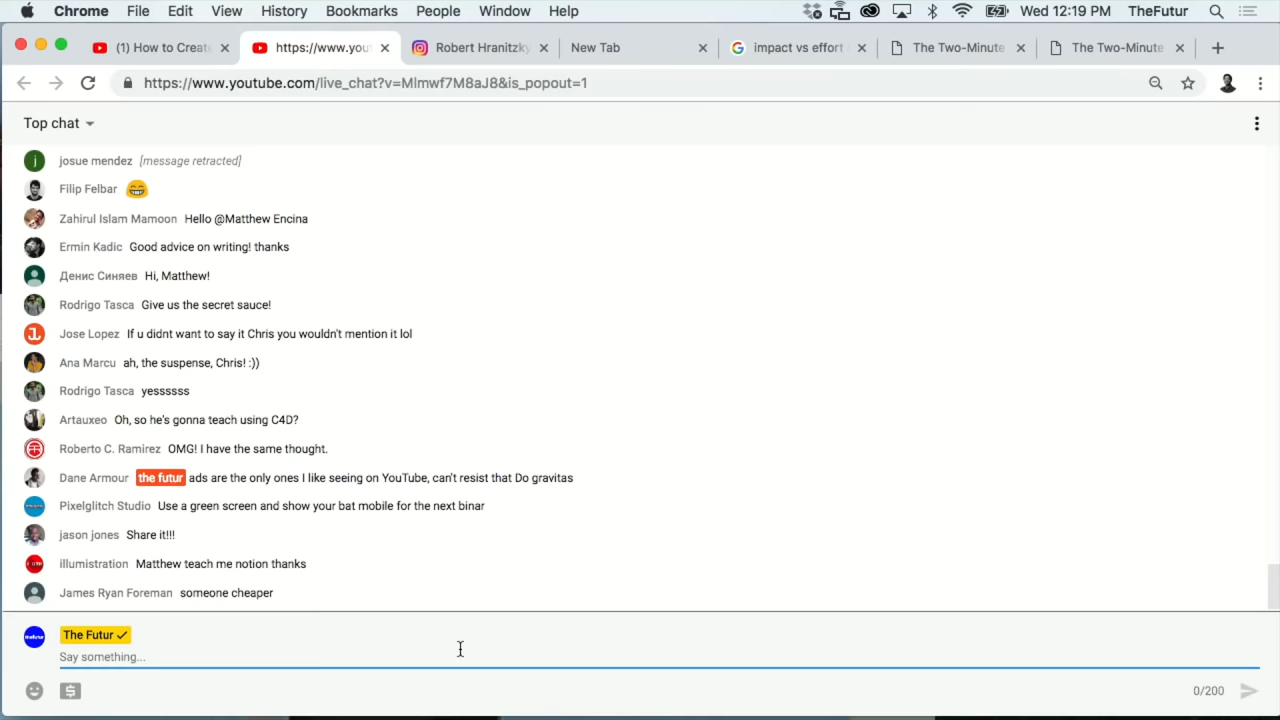 Chrome File Edit View History Bookmarks People Window Help Wed 12:19 PM TheFutur
(1) How to Create https://www.you Robert Hranitzky New Tab impact vs effort The Two-Minute The Two-Minute
https://www.youtube.com/live_chat?v=Mlmwf7M8aJ8&is_popout=1
Top chat
josue mendez [message retracted]
Filip Felbar 😁
Zahirul Islam Mamoon Hello @Matthew Encina
Ermin Kadic Good advice on writing! thanks
Денис Синяев Hi, Matthew!
Rodrigo Tasca Give us the secret sauce!
Jose Lopez If u didnt want to say it Chris you wouldn't mention it lol
Ana Marcu ah, the suspense, Chris! :))
Rodrigo Tasca yessssss
Artauxeo Oh, so he's gonna teach using C4D?
Roberto C. Ramirez OMG! I have the same thought.
Dane Armour the futur ads are the only ones I like seeing on YouTube, can't resist that Do gravitas
Pixelglitch Studio Use a green screen and show your bat mobile for the next binar
jason jones Share it!!!
illumistration Matthew teach me notion thanks
James Ryan Foreman someone cheaper
The Futur ✓
Say something...
0/200